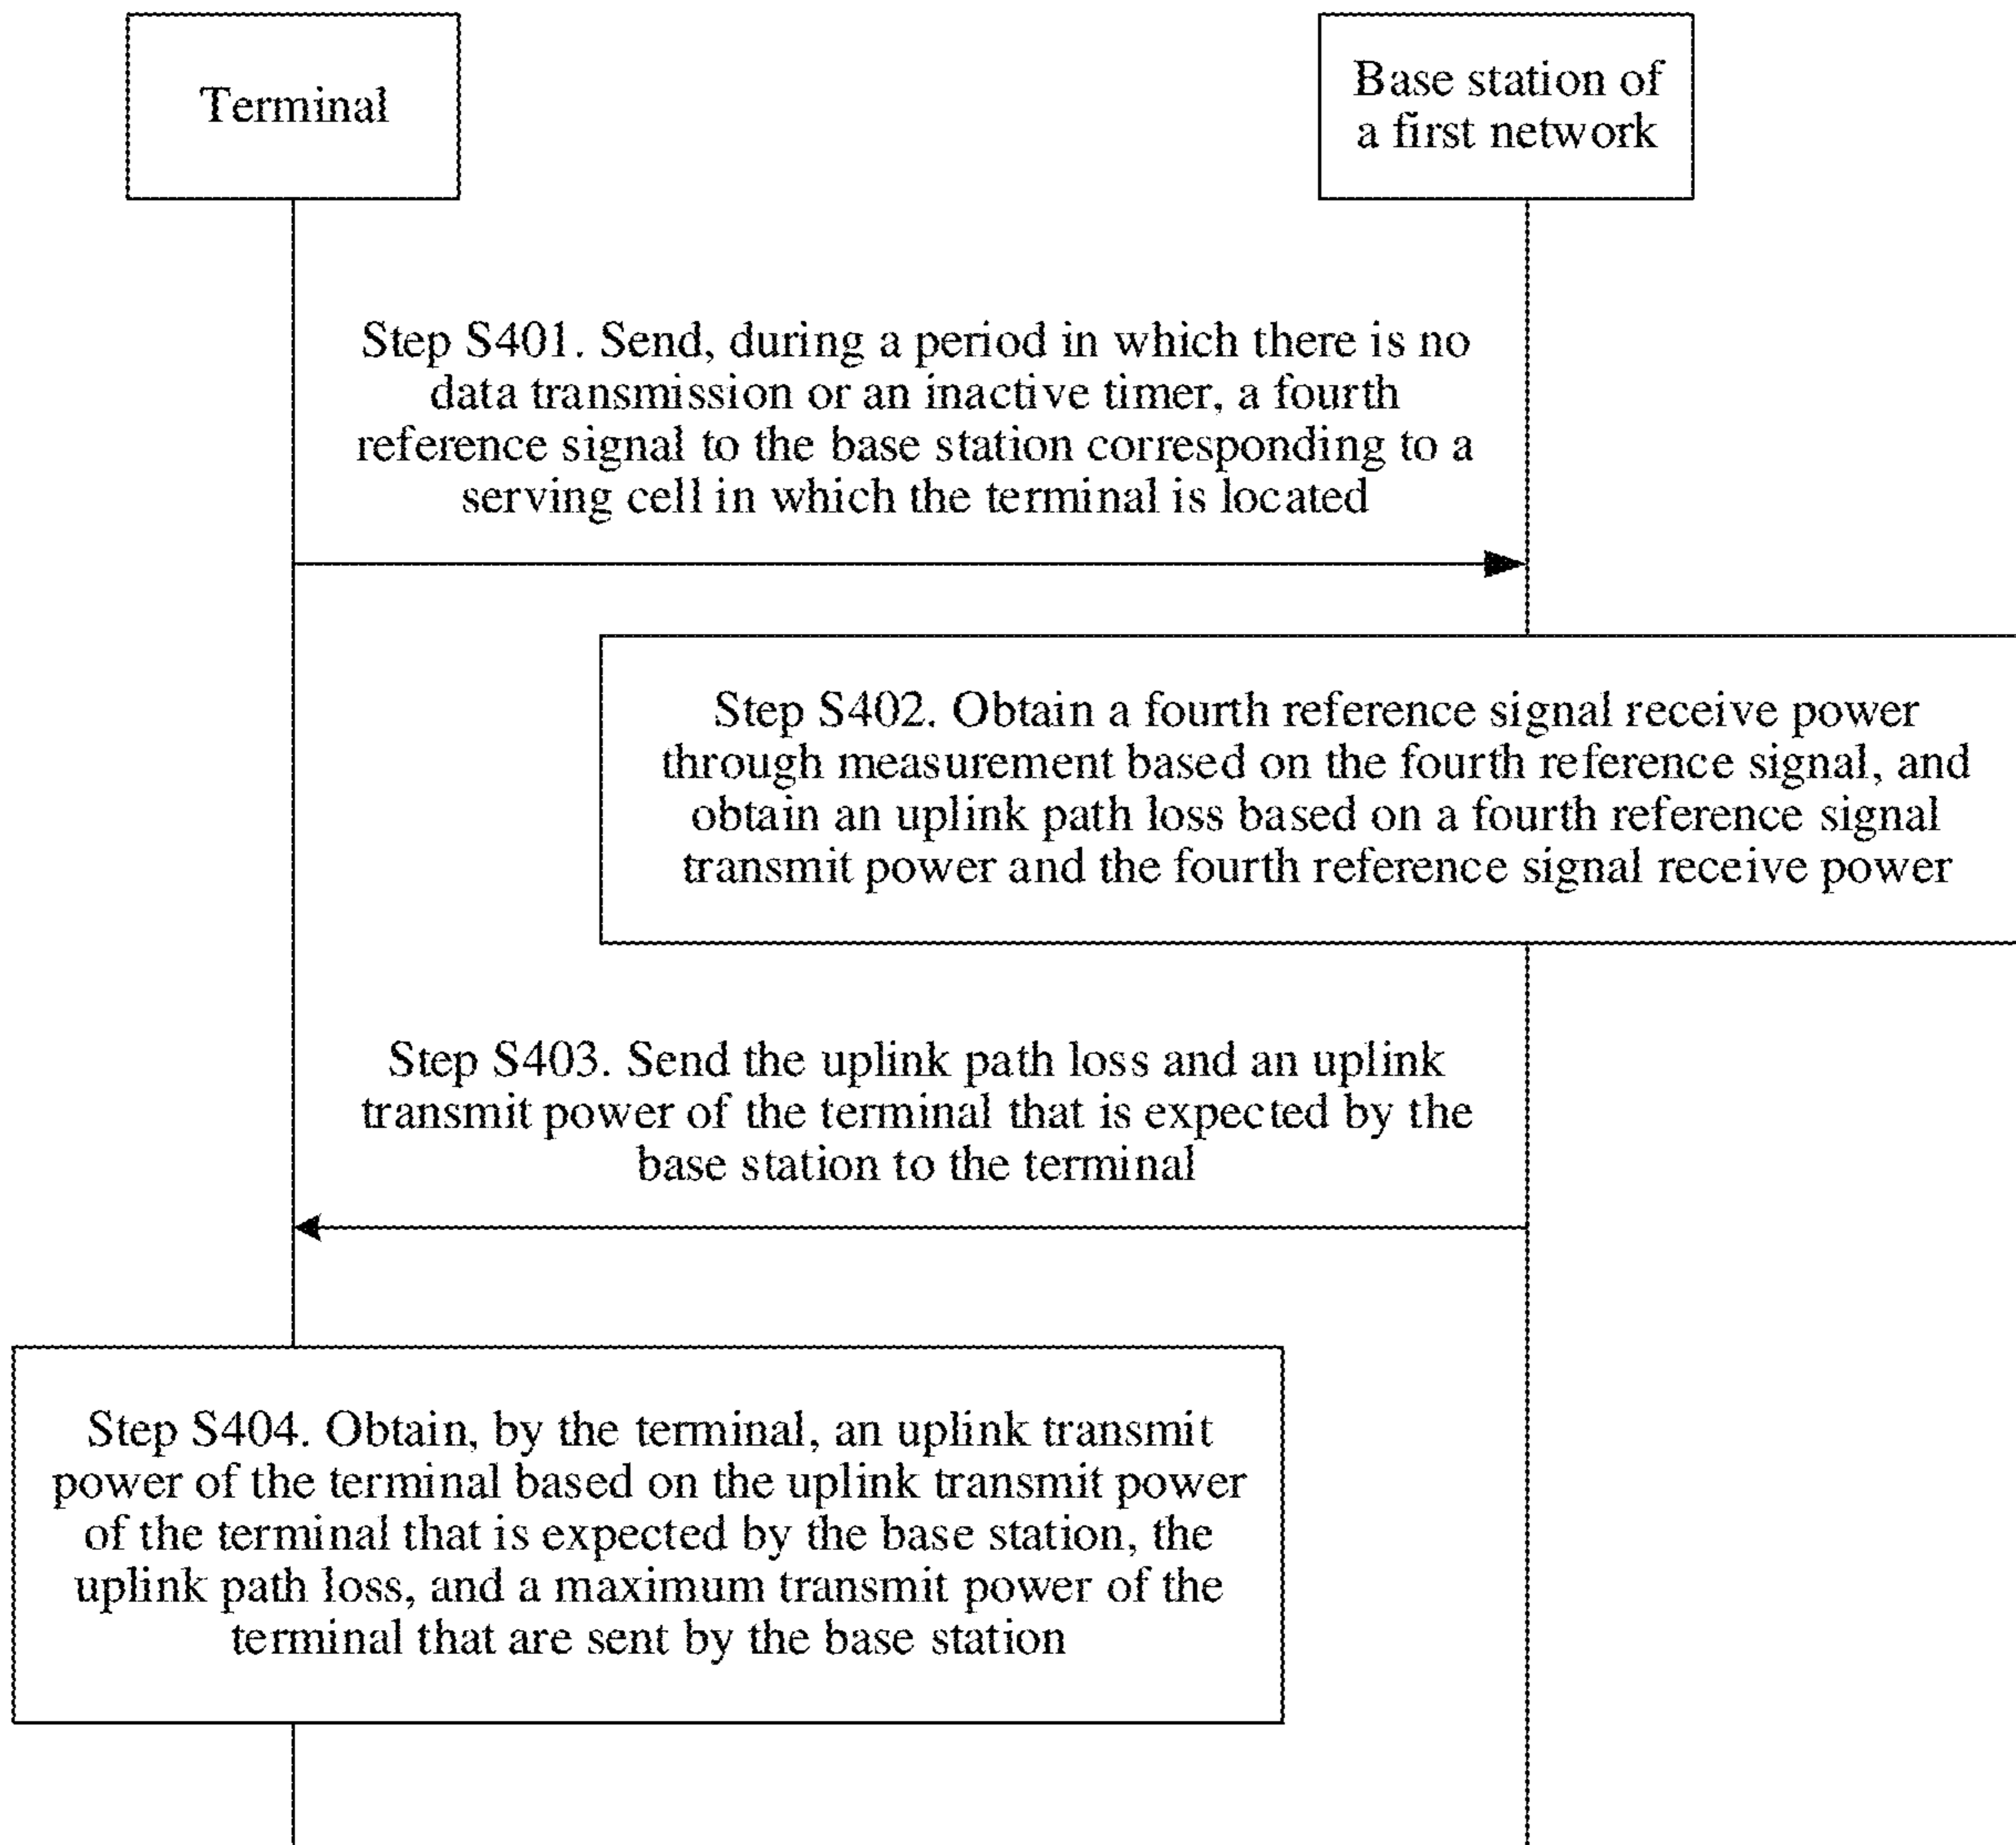 Terminal
Base station of
a first network
Step S401. Send, during a period in which there is no
data transmission or an inactive timer, a fourth
reference signal to the base station corresponding to a
serving cell in which the terminal is located
Step S402. Obtain a fourth reference signal receive power
through measurement based on the fourth reference signal, and
obtain an uplink path loss based on a fourth reference signal
transmit power and the fourth reference signal receive power
Step S403. Send the uplink path loss and an uplink
transmit power of the terminal that is expected by the
base station to the terminal
Step S404. Obtain, by the terminal, an uplink transmit
power of the terminal based on the uplink transmit power
of the terminal that is expected by the base station, the
uplink path loss, and a maximum transmit power of the
terminal that are sent by the base station